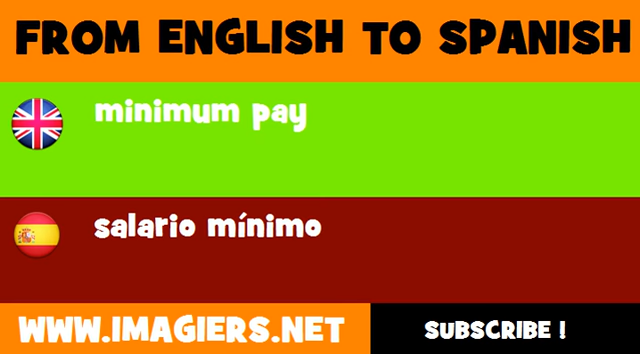 FROM ENGLISH TO SPANISH
minimum pay
salario mínimo
WWW.IMAGIERS.NET
SUBSCRIBE !